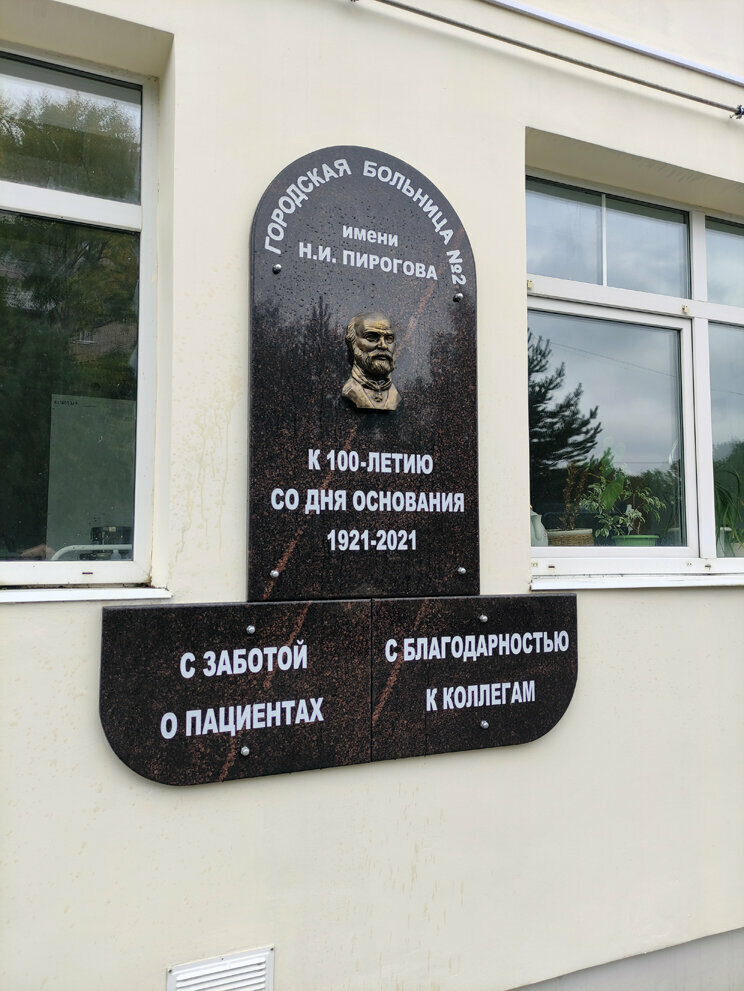 ГОРОДСКАЯ БОЛЬНИЦА №2
имени
Н.И. ПИРОГОВА
К 100-ЛЕТИЮ
СО ДНЯ ОСНОВАНИЯ
1921-2021
С ЗАБОТОЙ
О ПАЦИЕНТАХ
С БЛАГОДАРНОСТЬЮ
К КОЛЛЕГАМ